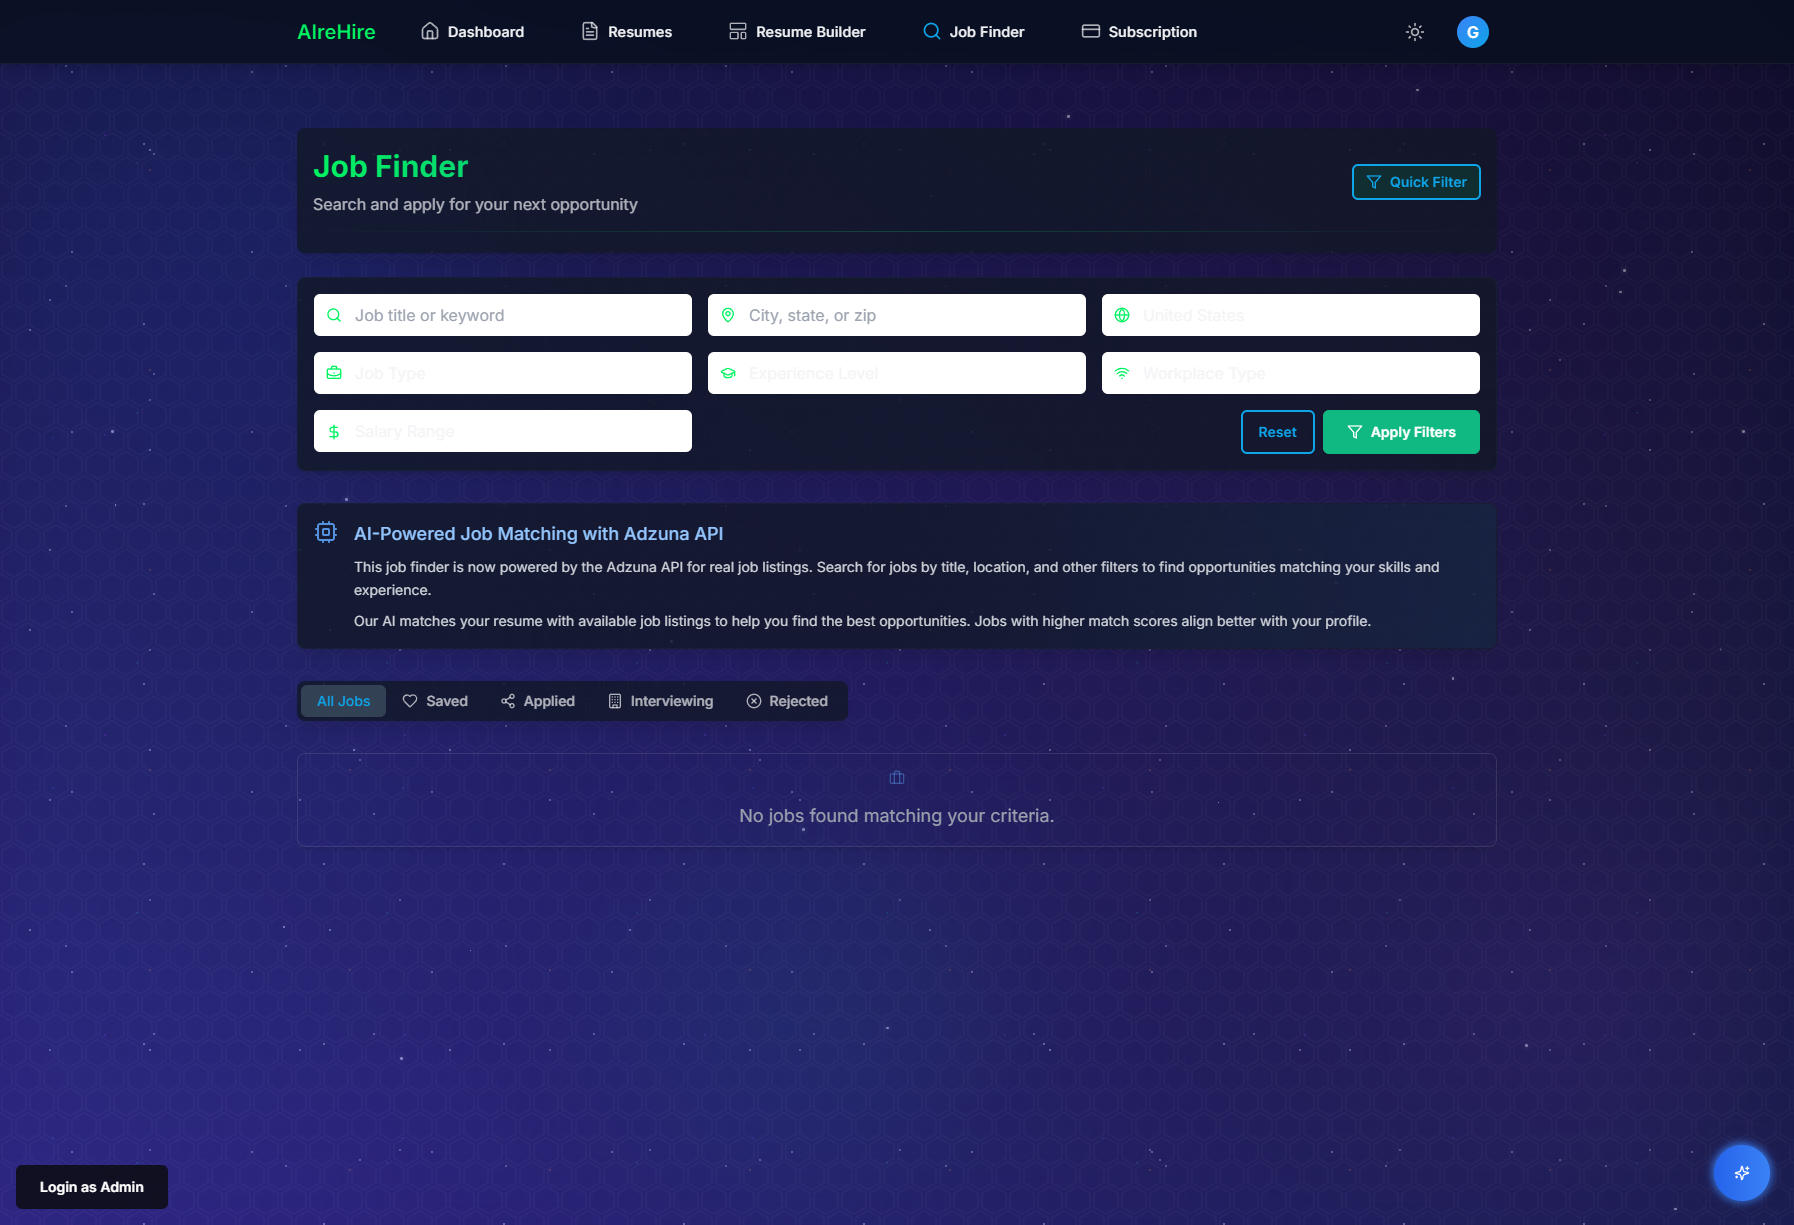 AIreHire
Dashboard
Resumes
Resume Builder
Job Finder
Subscription
G
Job Finder
Search and apply for your next opportunity
Quick Filter
Job title or keyword
City, state, or zip
United States
Job Type
Experience Level
Workplace Type
Salary Range
Reset
Apply Filters
AI-Powered Job Matching with Adzuna API
This job finder is now powered by the Adzuna API for real job listings. Search for jobs by title, location, and other filters to find opportunities matching your skills and
experience.
Our AI matches your resume with available job listings to help you find the best opportunities. Jobs with higher match scores align better with your profile.
All Jobs
Saved
Applied
Interviewing
Rejected
No jobs found matching your criteria.
Login as Admin